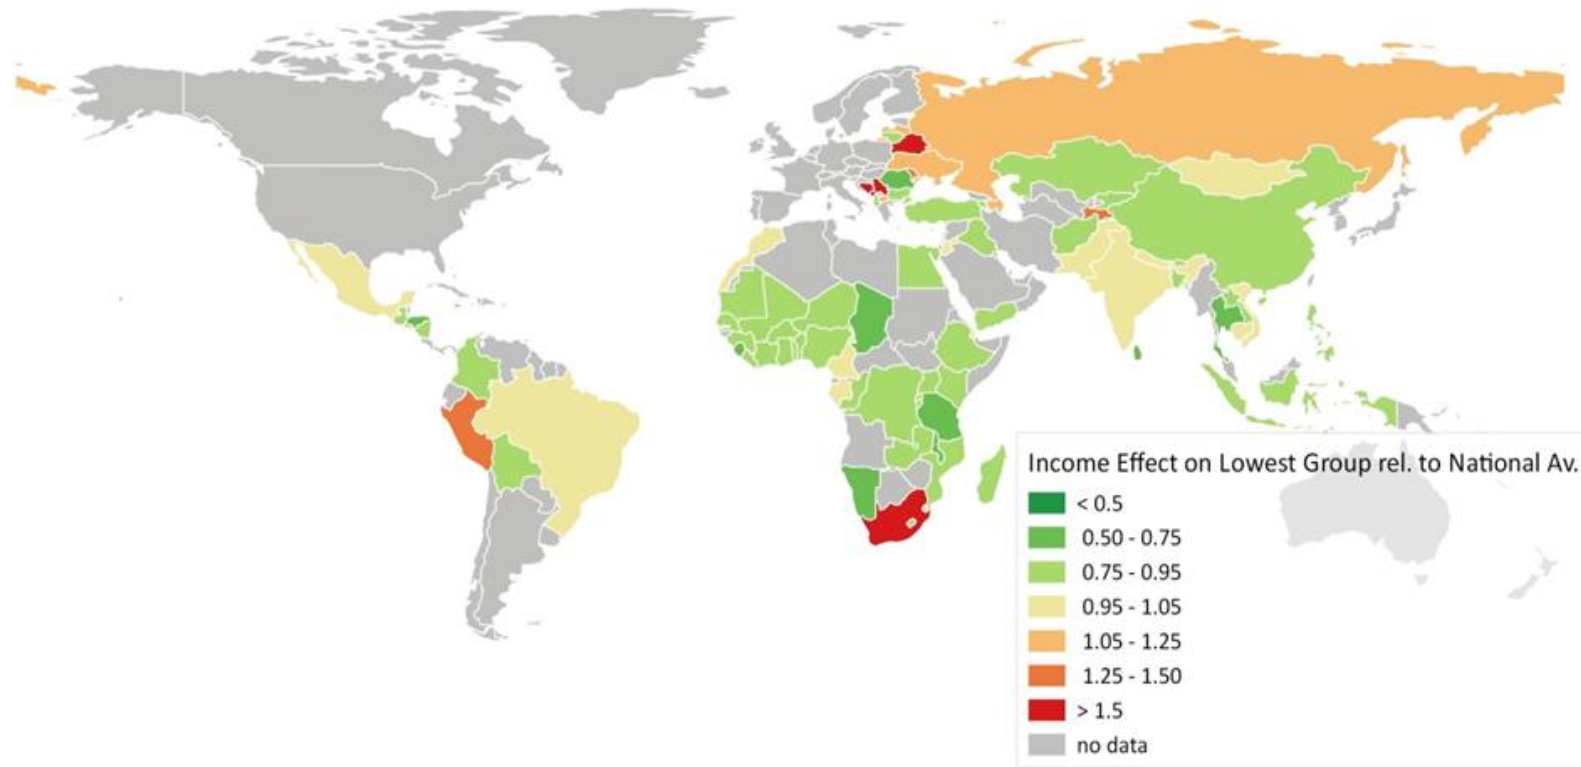 Income Effect on Lowest Group rel. to National Av.
< 0.5
0.50 - 0.75
0.75 - 0.95
0.95 - 1.05
1.05 - 1.25
1.25 - 1.50
> 1.5
no data